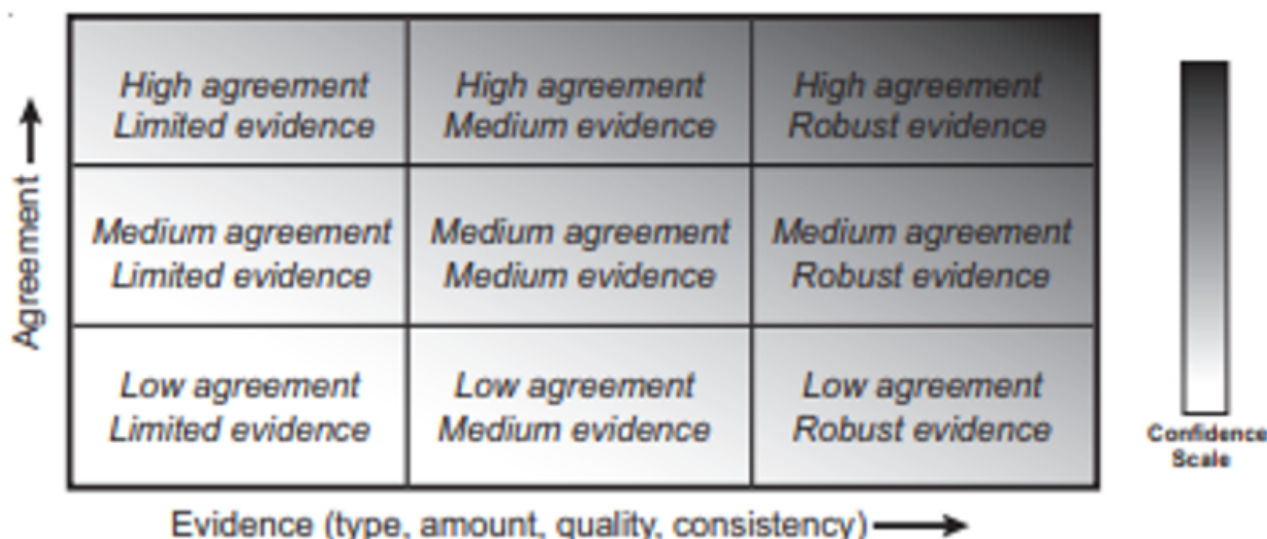 High agreement
Limited evidence
High agreement
Medium evidence
High agreement
Robust evidence
Medium agreement
Limited evidence
Medium agreement
Medium evidence
Medium agreement
Robust evidence
Low agreement
Limited evidence
Low agreement
Medium evidence
Low agreement
Robust evidence
Agreement
Evidence (type, amount, quality, consistency)
Confidence
Scale